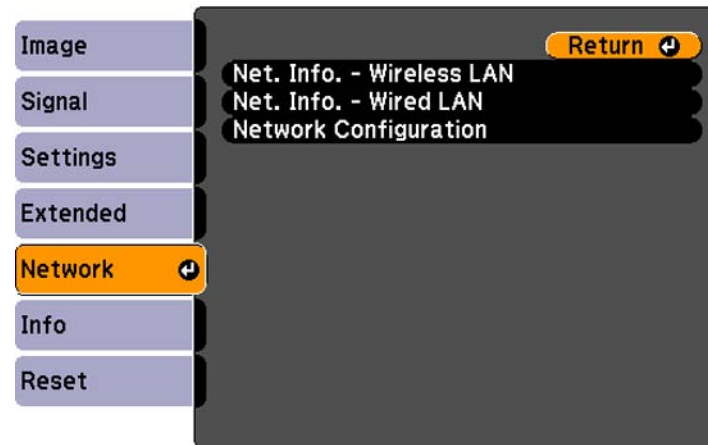 Image
Signal
Settings
Extended
Network
Info
Reset
Return
Net. Info. - Wireless LAN
Net. Info. - Wired LAN
Network Configuration